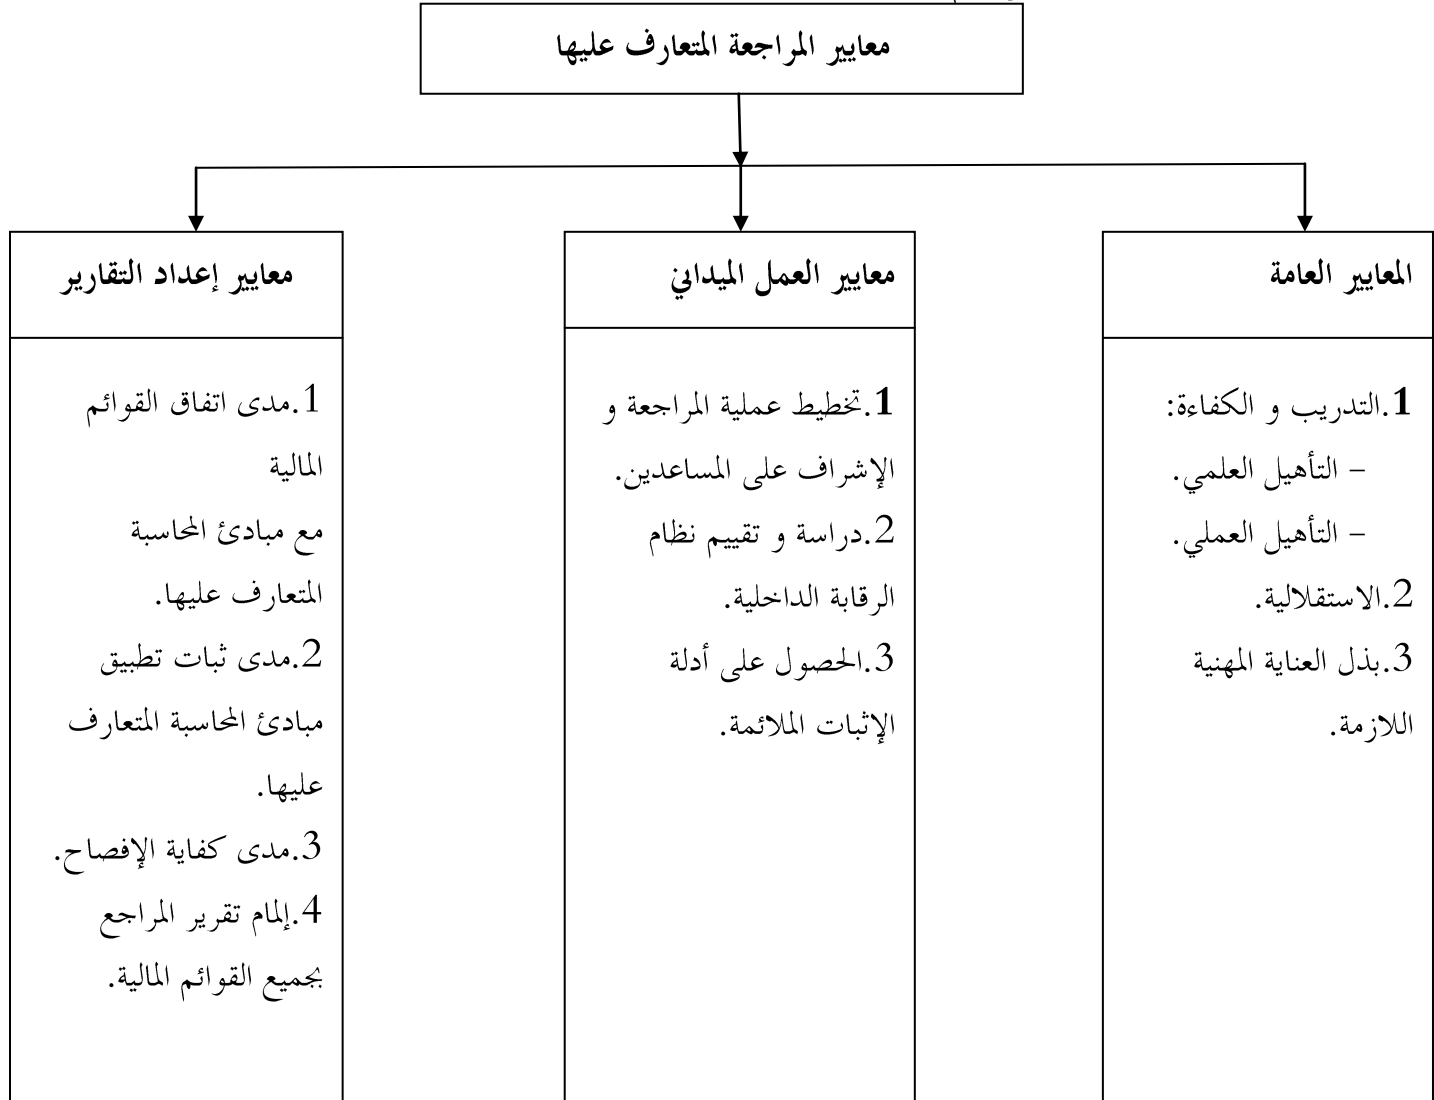 معايير المراجعة المتعارف عليها
المعايير العامة
1.التدريب و الكفاءة:
– التأهيل العلمي.
– التأهيل العملي.
2.الاستقلالية.
3.بذل العناية المهنية
اللازمة.
معايير العمل الميداني
1.تخطيط عملية المراجعة و
الإشراف على المساعدين.
2.دراسة و تقييم نظام
الرقابة الداخلية.
3.الحصول على أدلة
الإثبات الملائمة.
معايير إعداد التقارير
1.مدى اتفاق القوائم
المالية
مع مبادئ المحاسبة
المتعارف عليها.
2.مدى ثبات تطبيق
مبادئ المحاسبة المتعارف
عليها.
3.مدى كفاية الإفصاح.
4.إلمام تقرير المراجع
بجميع القوائم المالية.